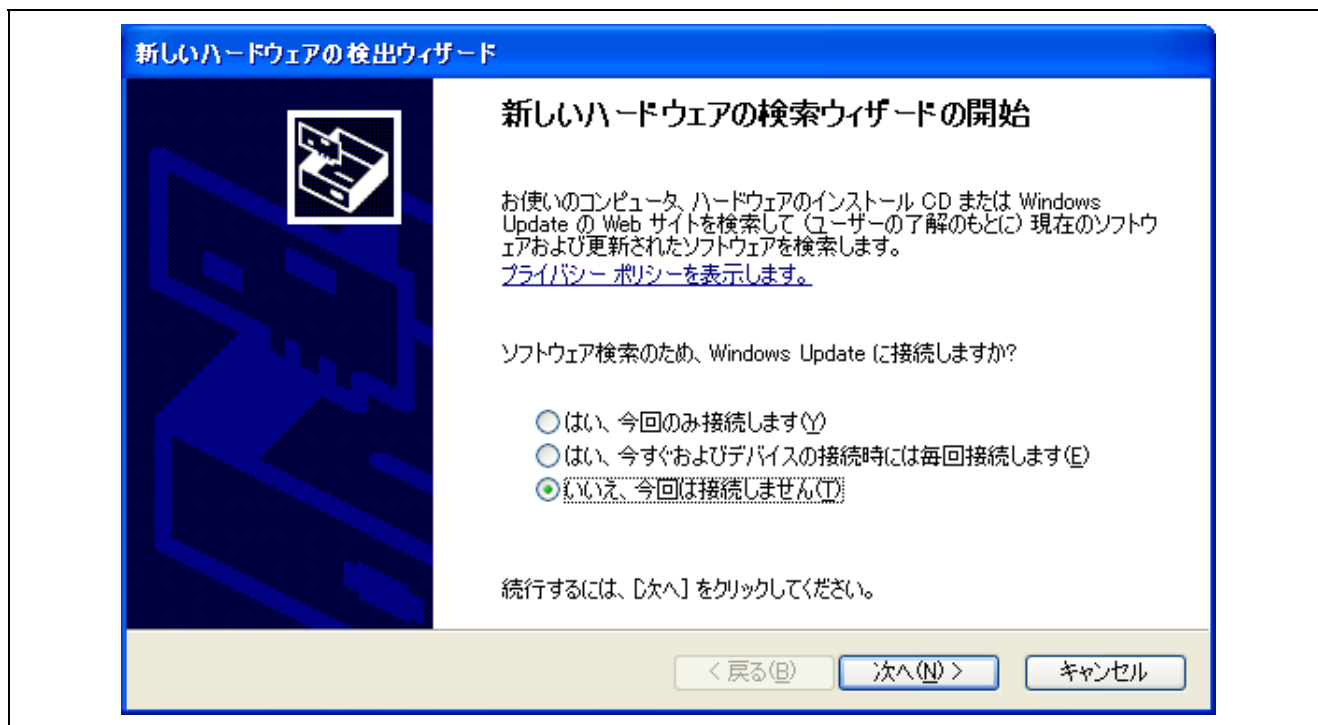 新しいハードウェアの検出ウィザード
新しいハードウェアの検索ウィザードの開始
お使いのコンピュータ、ハードウェアのインストール CD または Windows
Update の Web サイトを検索して (ユーザーの了解のもとに) 現在のソフトウ
ェアおよび更新されたソフトウェアを検索します。
プライバシー ポリシーを表示します。
ソフトウェア検索のため、Windows Update に接続しますか?
はい、今回のみ接続します(Y)
はい、今すぐおよびデバイスの接続時には毎回接続します(E)
いいえ、今回は接続しません(T)
続行するには、[次へ] をクリックしてください。
< 戻る(B) 次へ(N) > キャンセル